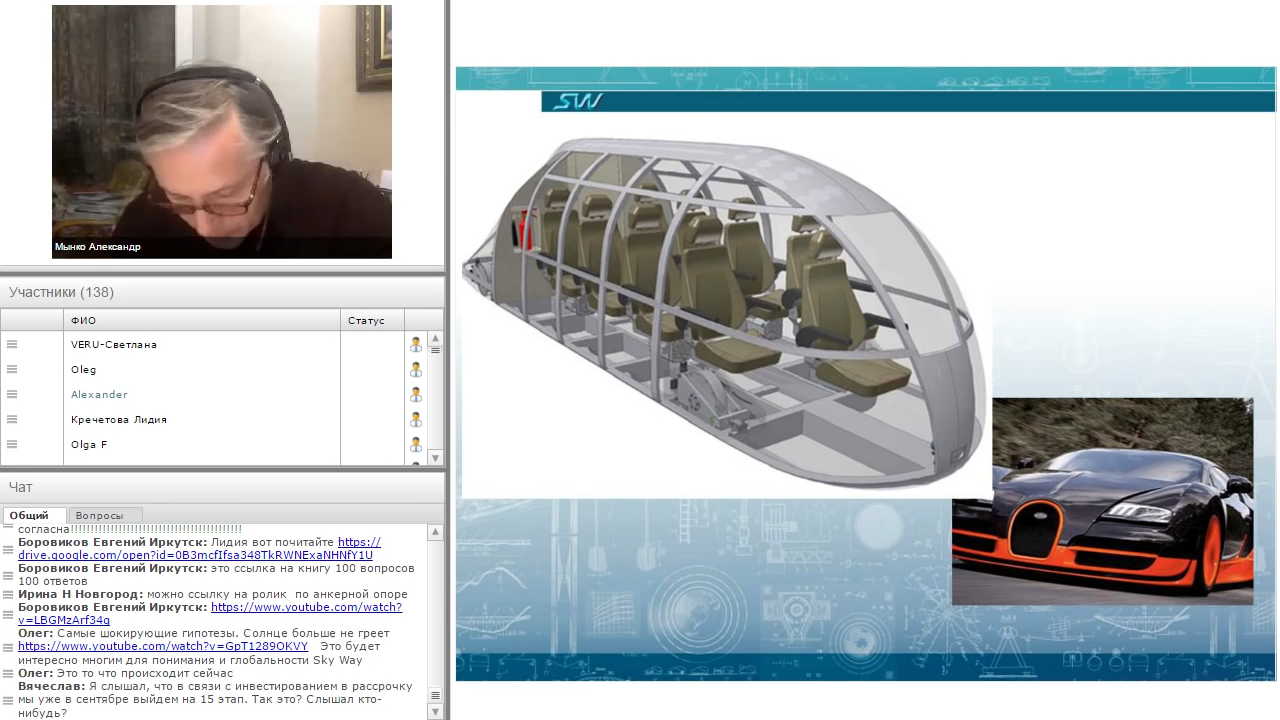 Мынко Александр
Участники (138)
ФИО Статус
VERU-Светлана
Oleg
Alexander
Кречетова Лидия
Olga F
Чат
Общий Вопросы
согласна!!!!!!!!!!!!!!!!!!!!!!!!!!!!!!!!!!!!!!!!!!!
Боровиков Евгений Иркутск: Лидия вот почитайте https://
drive.google.com/open?id=0B3mcfIfsa348TkRWNExaNHNfY1U
Боровиков Евгений Иркутск: это ссылка на книгу 100 вопросов
100 ответов
Ирина Н Новгород: можно ссылку на ролик по анкерной опоре
Боровиков Евгений Иркутск: https://www.youtube.com/watch?
v=LBGMzArf34g
Олег: Самые шокирующие гипотезы. Солнце больше не греет
https://www.youtube.com/watch?v=GpT1289OKVY Это будет
интересно многим для понимания и глобальности Sky Way
Олег: Это то что происходит сейчас
Вячеслав: Я слышал, что в связи с инвестированием в рассрочку
мы уже в сентябре выйдем на 15 этап. Так это? Слышал кто-
нибудь?
SW